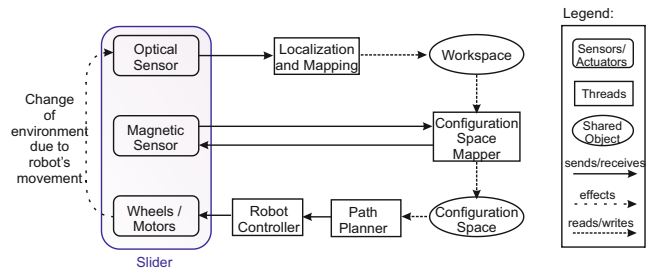 Legend:
Optical
Sensor
Localization
and Mapping
Workspace
Sensors/
Actuators
Threads
Change
of
environment
due to
robot's
movement
Magnetic
Sensor
Configuration
Space
Mapper
Shared
Object
sends/receives
effects
reads/writes
Wheels /
Motors
Robot
Controller
Path
Planner
Configuration
Space
Slider